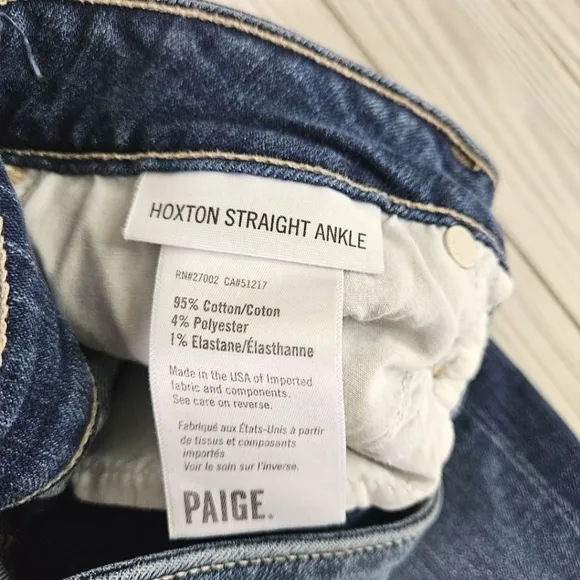 HOXTON STRAIGHT ANKLE
RN#27002 CA#51217
95% Cotton/Coton
4% Polyester
1% Elastane/Élasthanne
Made in the USA of Imported
fabric and components.
See care on reverse.
Fabriqué aux États-Unis à partir
de tissus et composants
importés
Voir le soin sur l'inverse.
PAIGE.